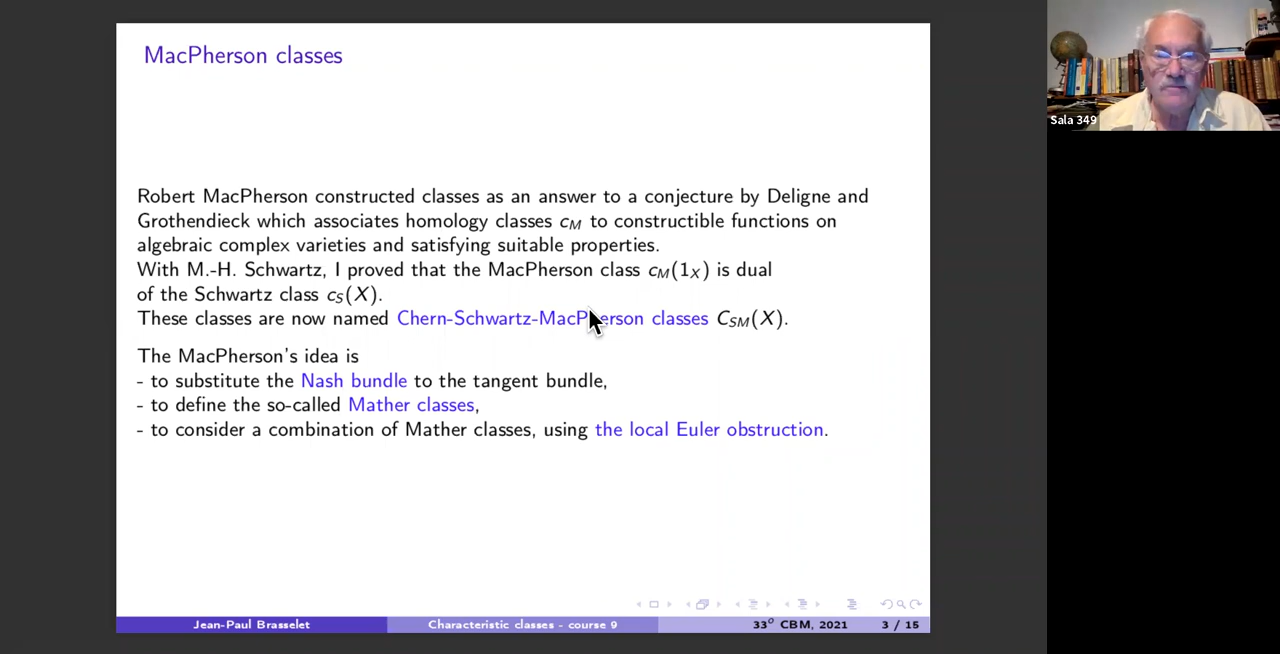 MacPherson classes
Robert MacPherson constructed classes as an answer to a conjecture by Deligne and
Grothendieck which associates homology classes c_M to constructible functions on
algebraic complex varieties and satisfying suitable properties.
With M.-H. Schwartz, I proved that the MacPherson class c_M(1_X) is dual
of the Schwartz class c_S(X).
These classes are now named Chern-Schwartz-MacPherson classes C_SM(X).
The MacPherson's idea is
- to substitute the Nash bundle to the tangent bundle,
- to define the so-called Mather classes,
- to consider a combination of Mather classes, using the local Euler obstruction.
Jean-Paul Brasselet Characteristic classes - course 9 33° CBM, 2021 3 / 15
Sala 349